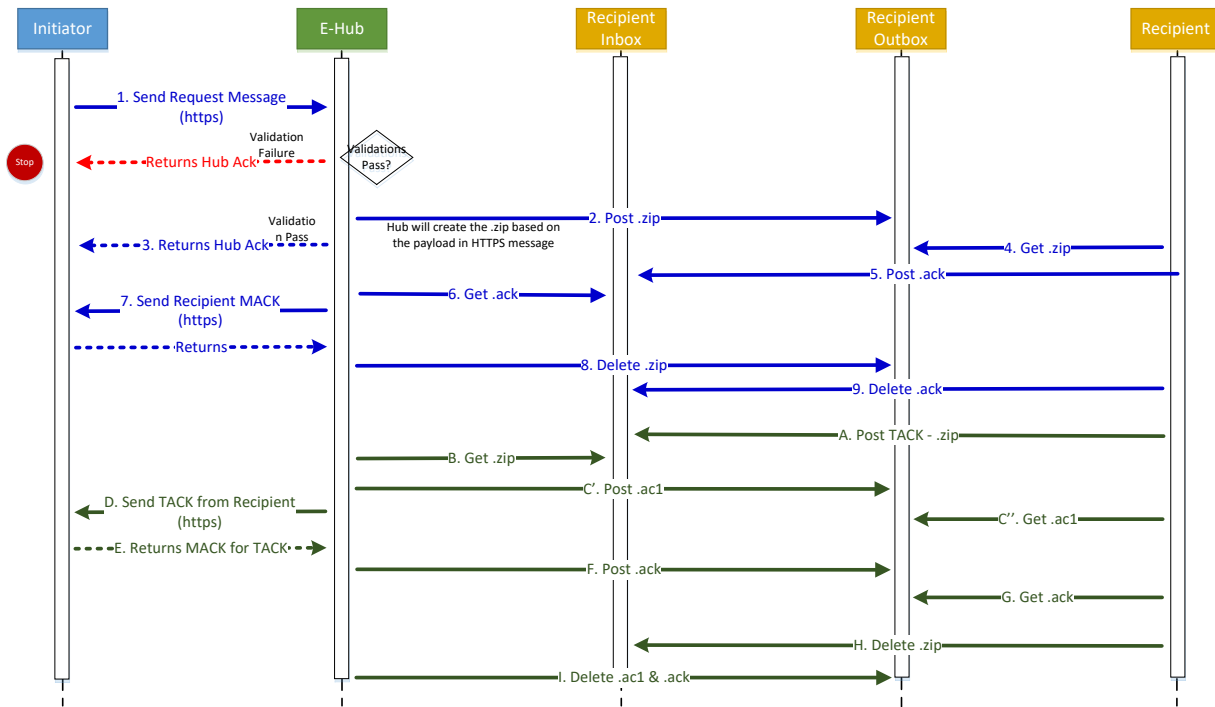 Initiator
E-Hub
Recipient
Inbox
Recipient
Outbox
Recipient
1. Send Request Message
(https)
Validation
Failure
Validations
Pass?
Stop
Returns Hub Ack
2. Post .zip
Validatio
n Pass
Hub will create the .zip based on
the payload in HTTPS message
3. Returns Hub Ack
4. Get .zip
5. Post .ack
6. Get .ack
7. Send Recipient MACK
(https)
Returns
8. Delete .zip
9. Delete .ack
A. Post TACK - .zip
B. Get .zip
C'. Post .ac1
D. Send TACK from Recipient
(https)
C''. Get .ac1
E. Returns MACK for TACK
F. Post .ack
G. Get .ack
H. Delete .zip
I. Delete .ac1 & .ack